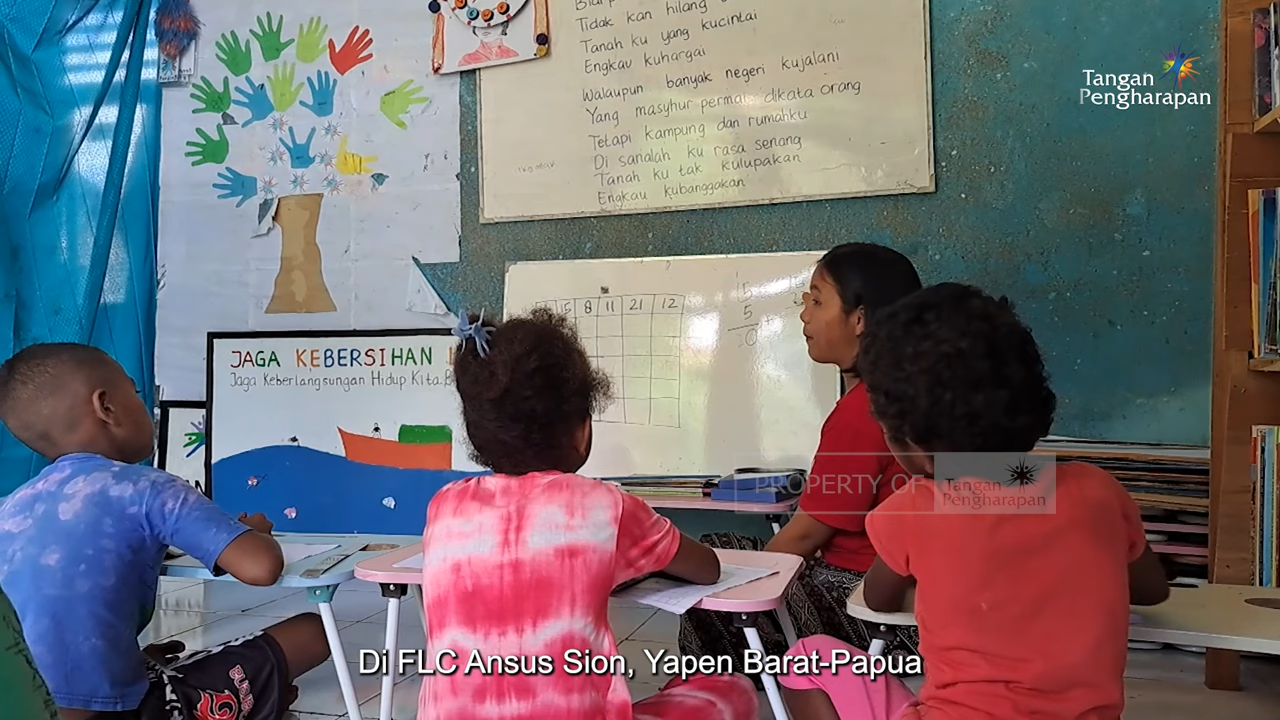 Tidak kan hilang
Tanah ku yang kucintai
Engkau kuhargai
Walaupun banyak negeri kujalani
Yang masyhur permai dikata orang
Tetapi kampung dan rumahku
Di sanalah ku rasa senang
Tanah ku tak kulupakan
Engkau kubanggakan
Tangan
Pengharapan
15 8 11 21 12
15
5
0
JAGA KEBERSIHAN
Jaga Keberlangsungan Hidup Kita.
PROPERTY OF
Tangan
Pengharapan
Di FLC Ansus Sion, Yapen Barat-Papua